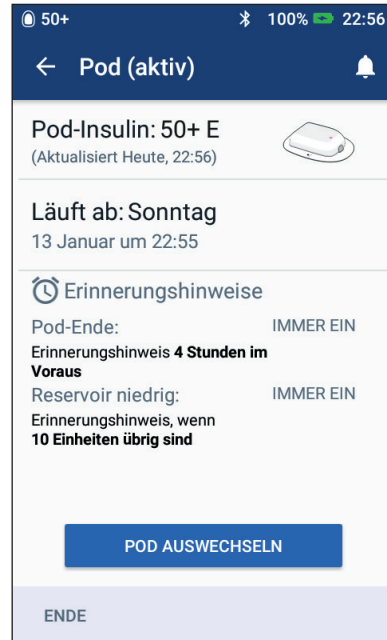 50+ 100% 22:56
Pod (aktiv)
Pod-Insulin: 50+ E
(Aktualisiert Heute, 22:56)
Läuft ab: Sonntag
13 Januar um 22:55
Erinnerungshinweise
Pod-Ende: IMMER EIN
Erinnerungshinweis 4 Stunden im
Voraus
Reservoir niedrig: IMMER EIN
Erinnerungshinweis, wenn
10 Einheiten übrig sind
POD AUSWECHSELN
ENDE